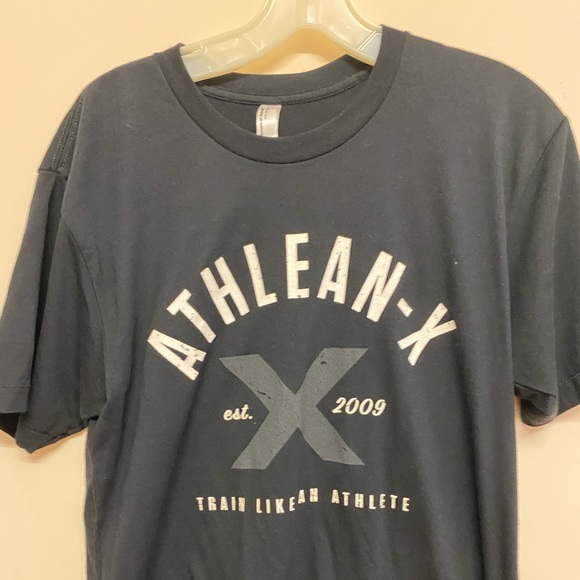 ATHLEAN-X
est. X 2009
TRAIN LIKE AN ATHLETE